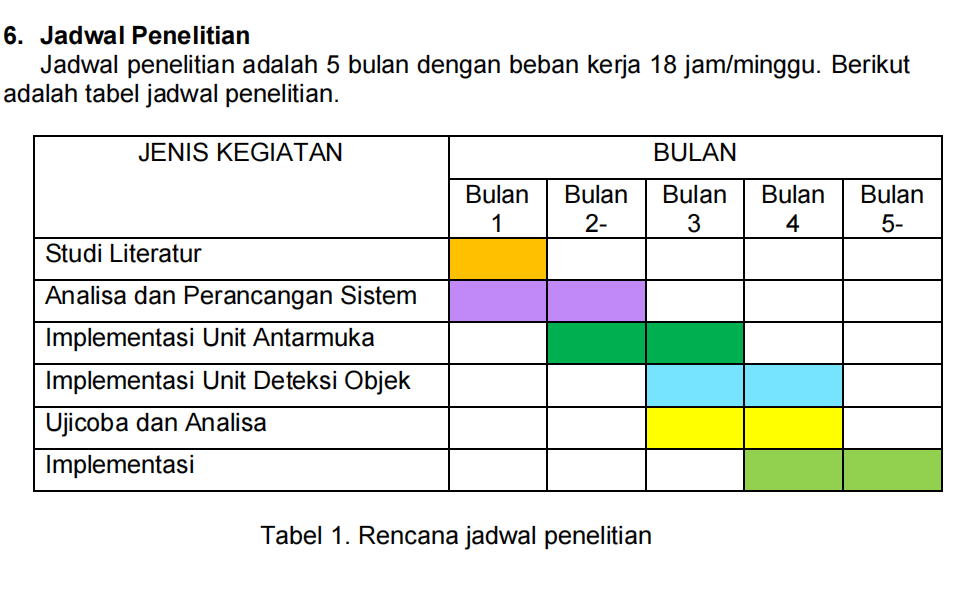 6. Jadwal Penelitian
Jadwal penelitian adalah 5 bulan dengan beban kerja 18 jam/minggu. Berikut
adalah tabel jadwal penelitian.
JENIS KEGIATAN BULAN
Bulan 1 Bulan 2- Bulan 3 Bulan 4 Bulan 5-
Studi Literatur
Analisa dan Perancangan Sistem
Implementasi Unit Antarmuka
Implementasi Unit Deteksi Objek
Ujicoba dan Analisa
Implementasi
Tabel 1. Rencana jadwal penelitian